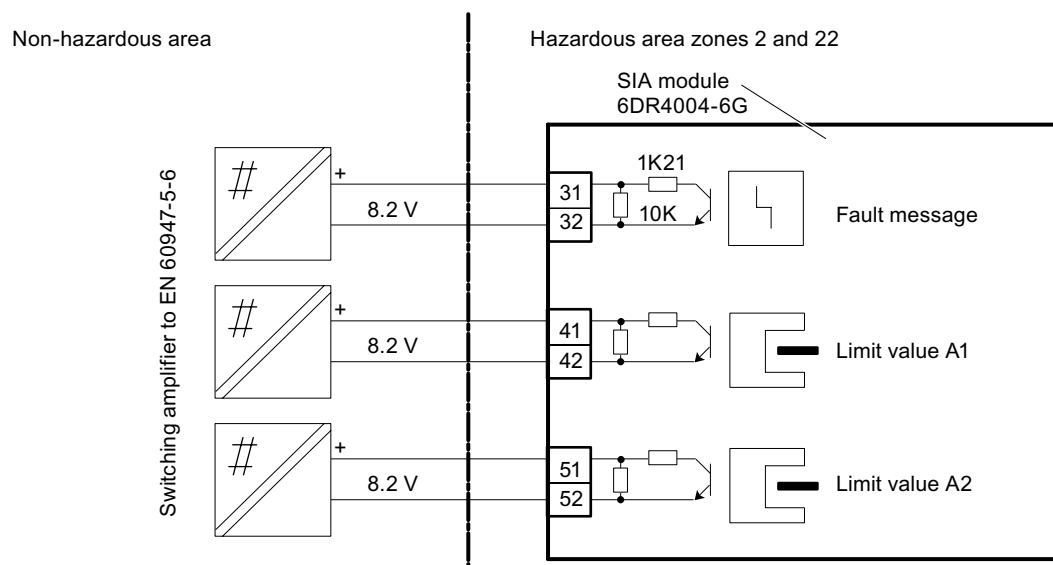 Non-hazardous area
Hazardous area zones 2 and 22
SIA module
6DR4004-6G
Switching amplifier to EN 60947-5-6
#
+
8.2 V
31
32
1K21
10K
Fault message
#
+
8.2 V
41
42
Limit value A1
#
+
8.2 V
51
52
Limit value A2